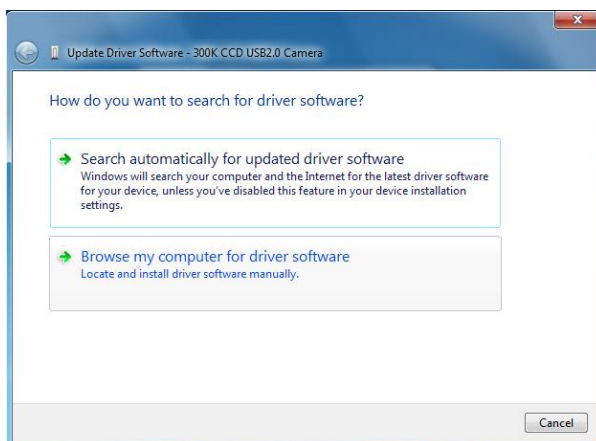 Update Driver Software - 300K CCD USB2.0 Camera
How do you want to search for driver software?
Search automatically for updated driver software
Windows will search your computer and the Internet for the latest driver software
for your device, unless you've disabled this feature in your device installation
settings.
Browse my computer for driver software
Locate and install driver software manually.
Cancel